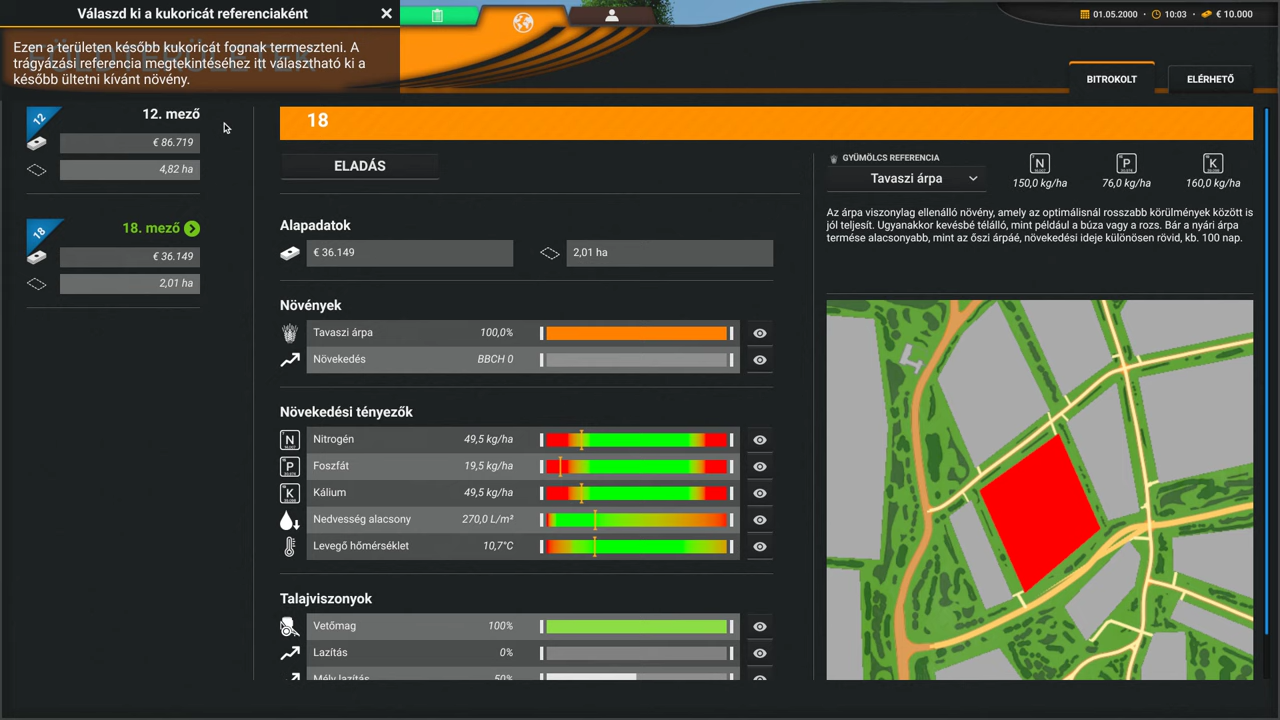 Válaszd ki a kukoricát referenciaként
Ezen a területen később kukoricát fognak termeszteni. A
trágyázási referencia megtekintéséhez itt választható ki a
később ültetni kívánt növény.
01.05.2000
10:03
€ 10.000
BITROKOLT
ELÉRHETŐ
12
12. mező
€ 86.719
4,82 ha
18
18. mező
€ 36.149
2,01 ha
18
ELADÁS
Alapadatok
€ 36.149
2,01 ha
Növények
Tavaszi árpa 100,0%
Növekedés BBCH 0
Növekedési tényezők
N Nitrogén 49,5 kg/ha
P Foszfát 19,5 kg/ha
K Kálium 49,5 kg/ha
Nedvesség alacsony 270,0 L/m²
Levegő hőmérséklet 10,7°C
Talajviszonyok
Vetőmag 100%
Lazítás 0%
Mély lazítás 50%
GYÜMÖLCS REFERENCIA
Tavaszi árpa
N
150,0 kg/ha
P
76,0 kg/ha
K
160,0 kg/ha
Az árpa viszonylag ellenálló növény, amely az optimálisnál rosszabb körülmények között is
jól teljesít. Ugyanakkor kevésbé télálló, mint például a búza vagy a rozs. Bár a nyári árpa
termése alacsonyabb, mint az őszi árpáé, növekedési ideje különösen rövid, kb. 100 nap.